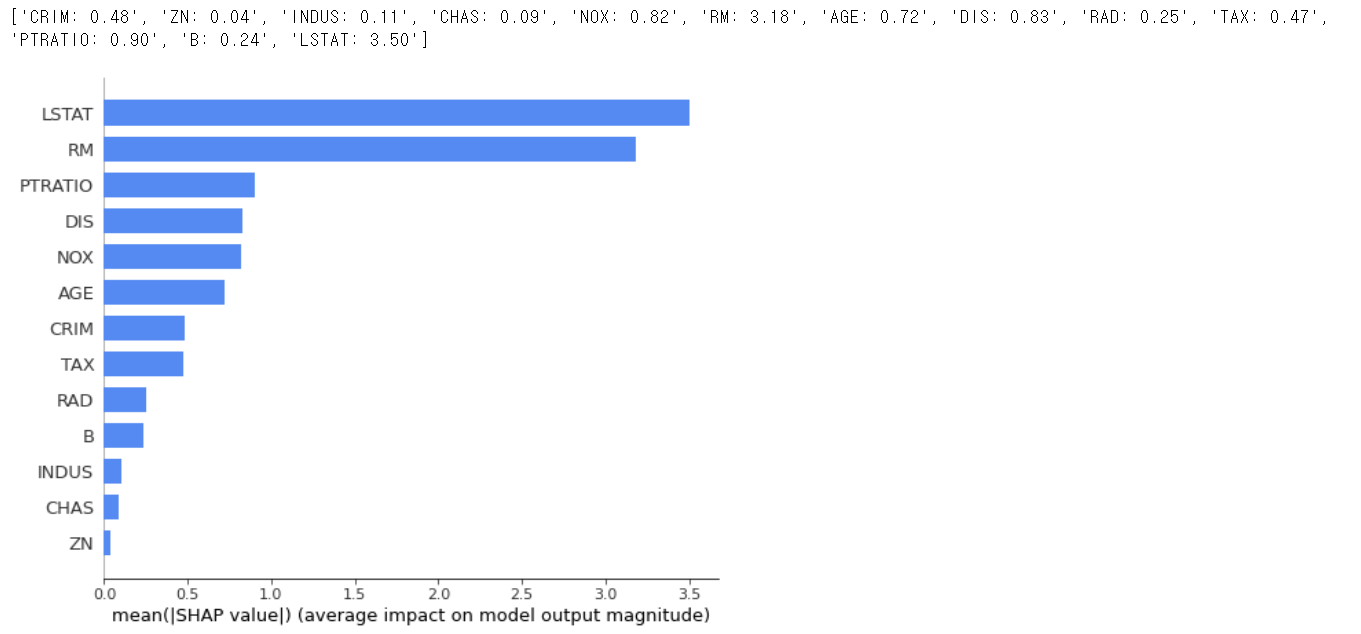 ['CRIM: 0.48', 'ZN: 0.04', 'INDUS: 0.11', 'CHAS: 0.09', 'NOX: 0.82', 'RM: 3.18', 'AGE: 0.72', 'DIS: 0.83', 'RAD: 0.25', 'TAX: 0.47',
'PTRATIO: 0.90', 'B: 0.24', 'LSTAT: 3.50']
LSTAT
RM
PTRATIO
DIS
NOX
AGE
CRIM
TAX
RAD
B
INDUS
CHAS
ZN
0.0 0.5 1.0 1.5 2.0 2.5 3.0 3.5
mean(|SHAP value|) (average impact on model output magnitude)